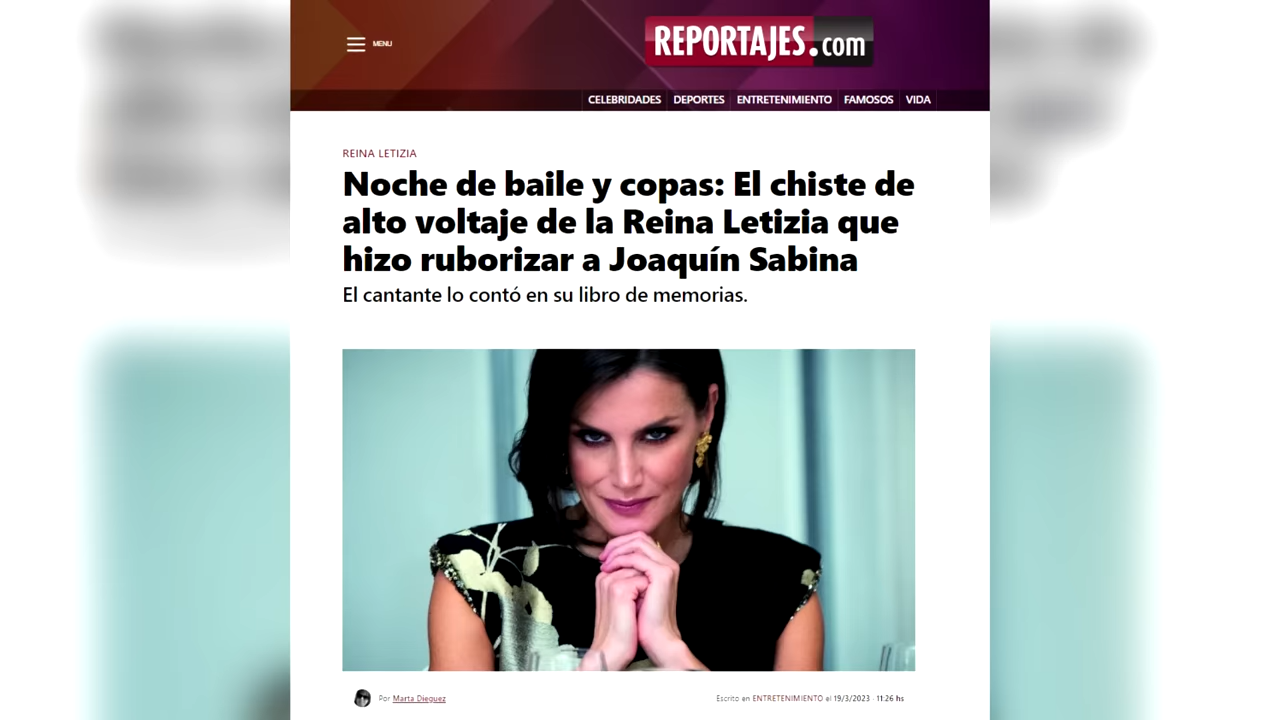 MENU
REPORTAJES.com
CELEBRIDADES DEPORTES ENTRETENIMIENTO FAMOSOS VIDA
REINA LETIZIA
Noche de baile y copas: El chiste de
alto voltaje de la Reina Letizia que
hizo ruborizar a Joaquín Sabina
El cantante lo contó en su libro de memorias.
Por Marta Dieguez
Escrito en ENTRETENIMIENTO el 19/3/2023 · 11:26 hs